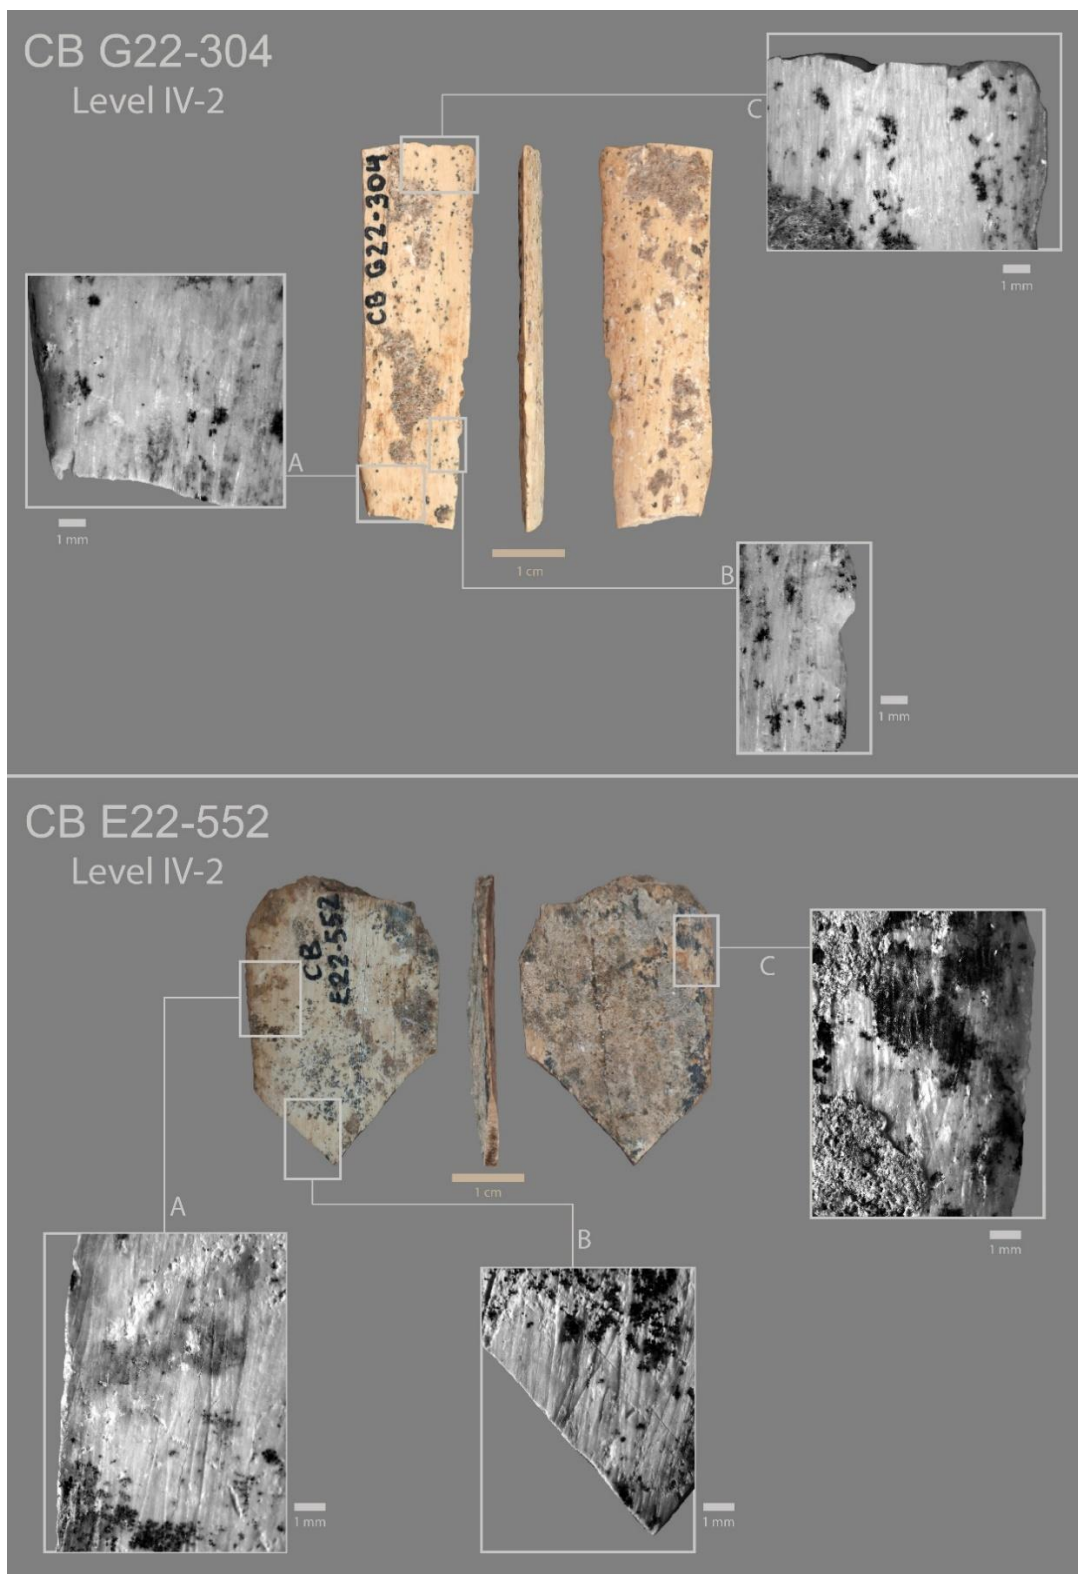 CB G22-304
Level IV-2
C
CB G22-304
1 mm
A
1 mm
1 cm
B
1 mm
CB E22-552
Level IV-2
CB
E22-552
C
1 cm
1 mm
A
B
1 mm
1 mm